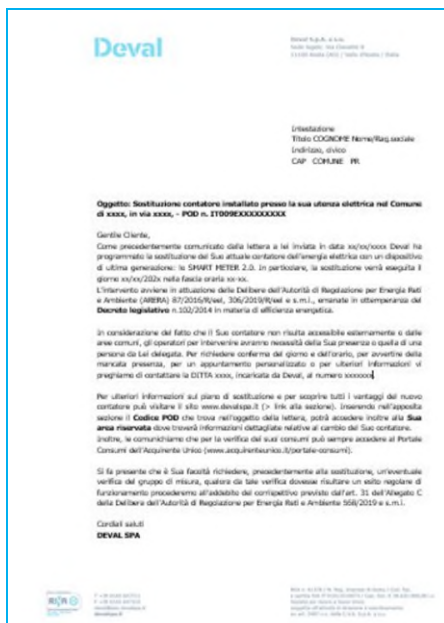 Deval
Deval S.p.A. a s.u.
Intestazione
Titolo COGNOME Nome/Rag.sociale
Indirizzo, civico
CAP COMUNE PR
Oggetto: Sostituzione contatore installato presso la sua utenza elettrica nel Comune
di xxxx, in via xxxx, – POD n. IT009EXXXXXXXXX
Gentile Cliente,
Come precedentemente comunicato dalla lettera a lei inviata in data xx/xx/xxxx Deval ha
programmato la sostituzione del Suo attuale contatore dell'energia elettrica con un dispositivo
di ultima generazione: lo SMART METER 2.0. In particolare, la sostituzione verrà eseguita il
giorno xx/xx/202x nella fascia oraria xx-xx.
L'intervento avviene in attuazione delle Delibere dell'Autorità di Regolazione per Energia Reti
e Ambiente (ARERA) 87/2016/R/eel, 306/2019/R/eel e s.m.i., emanate in ottemperanza del
Decreto legislativo n.102/2014 in materia di efficienza energetica.
In considerazione del fatto che il Suo contatore non risulta accessibile esternamente o dalle
aree comuni, gli operatori per intervenire avranno necessità della Sua presenza o quella di una
persona da Lei delegata. Per richiedere conferma del giorno e dell'orario, per avvertire della
mancata presenza, per un appuntamento personalizzato o per ulteriori informazioni vi
preghiamo di contattare la DITTA xxxx, incaricata da Deval, al numero xxxxxxx
Per ulteriori informazioni sul piano di sostituzione e per scoprire tutti i vantaggi del nuovo
contatore può visitare il sito www.devalspa.it (> link alla sezione). Inserendo nell'apposita
sezione il Codice POD che trova nell'oggetto della lettera, potrà accedere inoltre alla Sua
area riservata dove troverà informazioni dettagliate relative al cambio del Suo contatore.
Inoltre, le comunichiamo che per la verifica dei suoi consumi può sempre accedere al Portale
Consumi dell'Acquirente Unico (www.acquirenteunico.it/portale-consumi).
Si fa presente che è Sua facoltà richiedere, precedentemente alla sostituzione, un'eventuale
verifica del gruppo di misura, qualora da tale verifica dovesse risultare un esito regolare di
funzionamento procederemo all'addebito del corrispettivo previsto dall'art. 31 dell'Allegato C
della Delibera dell'Autorità di Regolazione per Energia Reti e Ambiente 568/2019 e s.m.i.
Cordiali saluti
DEVAL SPA